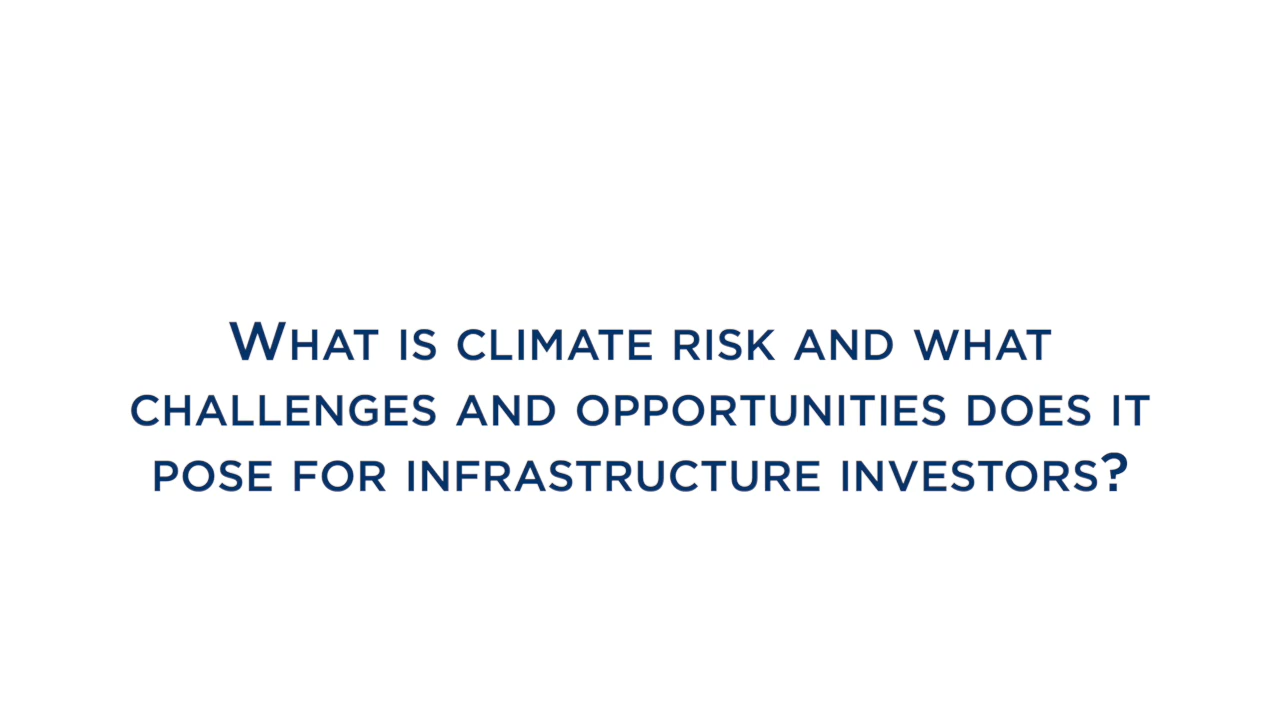 What is climate risk and what
challenges and opportunities does it
pose for infrastructure investors?